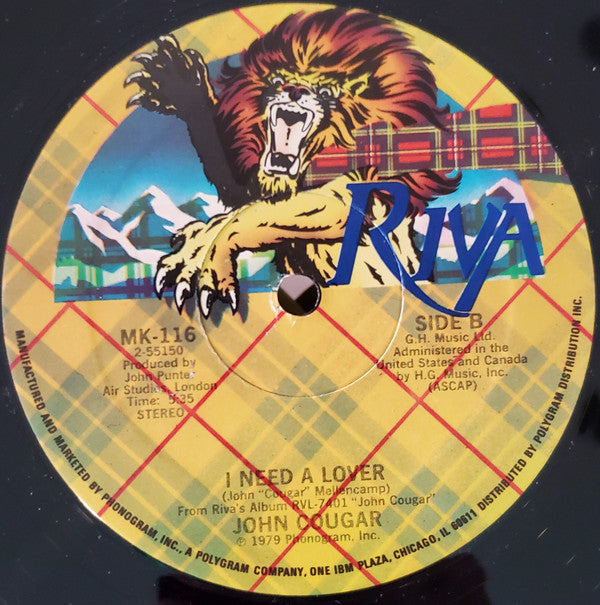 RIVA
MK-116
2-55150
Produced by
John Punter
Air Studios, London
Time: 5:35
STEREO
SIDE B
G.H. Music Ltd.
Administered in the
United States and Canada
by H.G. Music, Inc.
(ASCAP)
I NEED A LOVER
(John "Cougar" Mellencamp)
From Riva's Album RVL-7401 "John Cougar"
JOHN COUGAR
℗ 1979 Phonogram, Inc.
MANUFACTURED AND MARKETED BY PHONOGRAM, INC., A POLYGRAM COMPANY, ONE IBM PLAZA, CHICAGO, IL 60611 DISTRIBUTED BY POLYGRAM DISTRIBUTION INC.